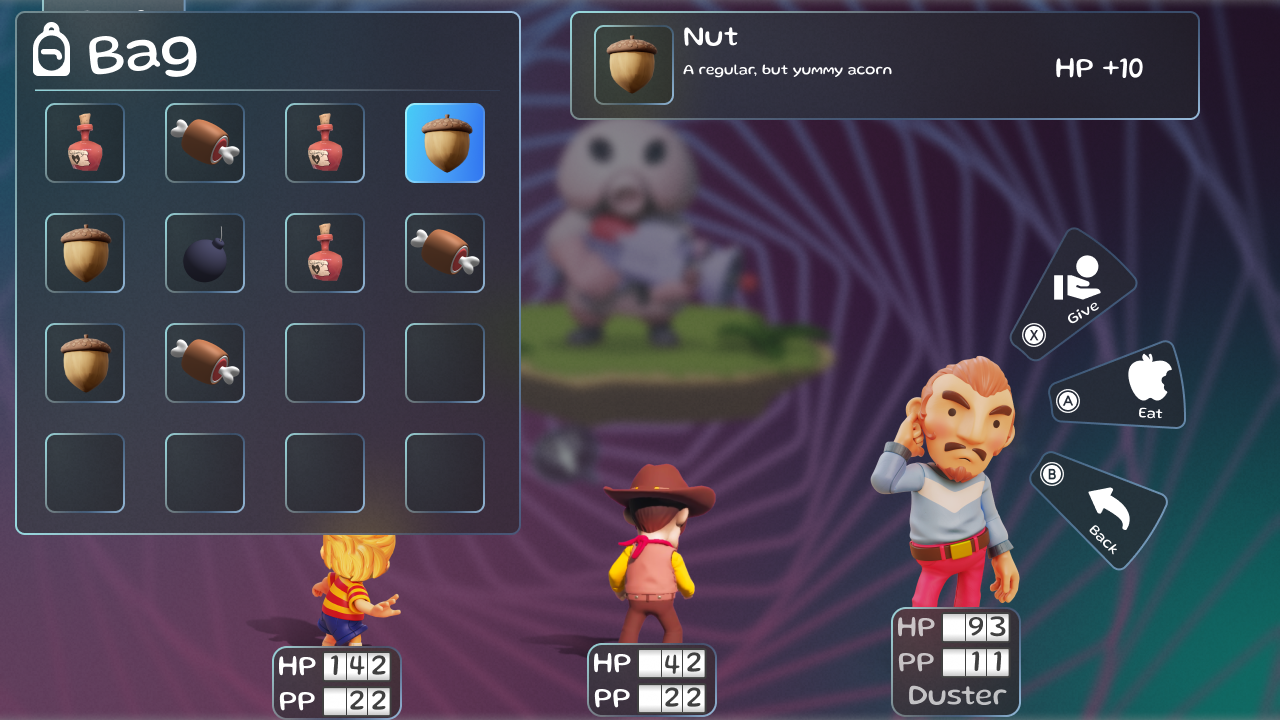 Bag
Nut
A regular, but yummy acorn
HP +10
X
Give
A
Eat
B
Back
HP 142
PP 22
HP 42
PP 22
HP 93
PP 11
Duster